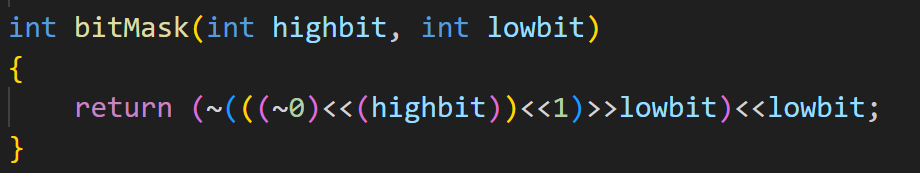 int bitMask(int highbit, int lowbit)
{
    return (~(((~0)<<(highbit))<<1)>>lowbit)<<lowbit;
}